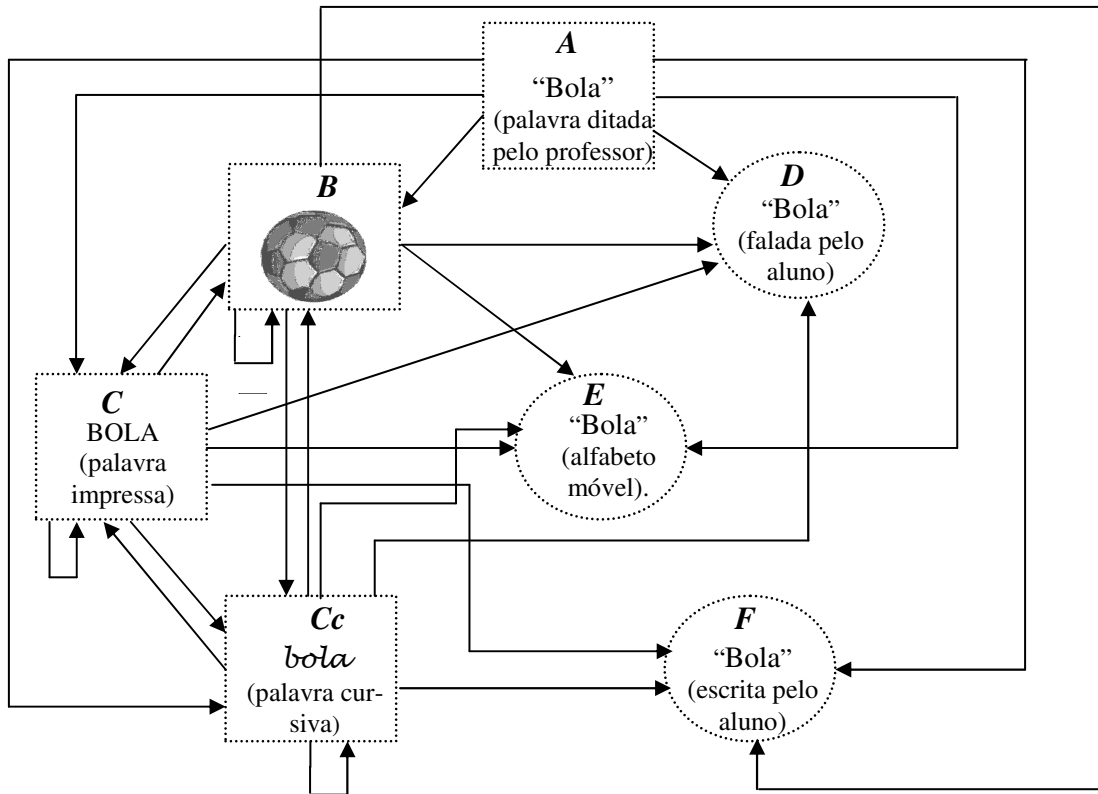 A
“Bola”
(palavra ditada
pelo professor)
B
D
“Bola”
(falada pelo
aluno)
C
BOLA
(palavra
impressa)
E
“Bola”
(alfabeto
móvel).
Cc
bola
(palavra cur-
siva)
F
“Bola”
(escrita pelo
aluno)